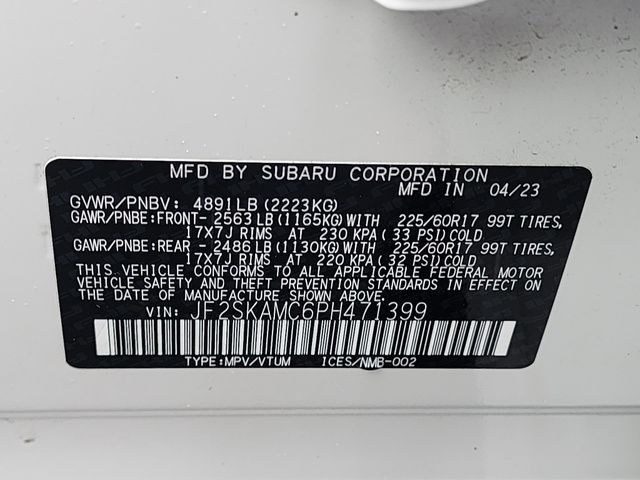 MFD BY SUBARU CORPORATION
MFD IN 04/23
GVWR/PNBV: 4891LB (2223KG)
GAWR/PNBE:FRONT- 2563LB (1165KG) WITH 225/60R17 99T TIRES,
17X7J RIMS AT 230 KPA (33 PSI) COLD
GAWR/PNBE:REAR - 2486LB (1130KG) WITH 225/60R17 99T TIRES,
17X7J RIMS AT 220 KPA (32 PSI) COLD
THIS VEHICLE CONFORMS TO ALL APPLICABLE FEDERAL MOTOR
VEHICLE SAFETY AND THEFT PREVENTION STANDARDS IN EFFECT ON
THE DATE OF MANUFACTURE SHOWN ABOVE.
VIN: JF2SKAMC6PH471399
TYPE:MPV/VTUM ICES/NMB-002